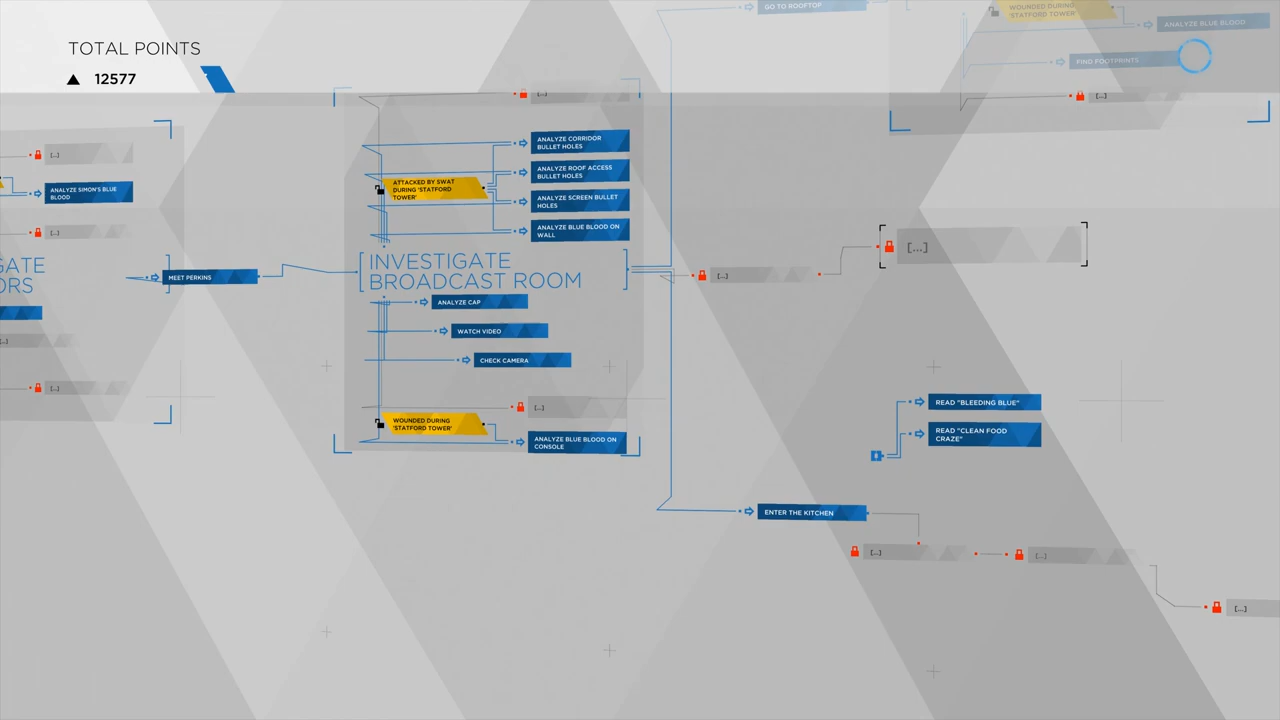 GO TO ROOFTOP
WOUNDED DURING
'STATFORD TOWER'
ANALYZE BLUE BLOOD
FIND FOOTPRINTS
[...]
TOTAL POINTS
12577
[...]
[...]
ANALYZE SIMON'S BLUE
BLOOD
[...]
GATE
ORS
[...]
[...]
MEET PERKINS
ANALYZE CORRIDOR
BULLET HOLES
ATTACKED BY SWAT
DURING 'STATFORD
TOWER'
ANALYZE ROOF ACCESS
BULLET HOLES
ANALYZE SCREEN BULLET
HOLES
ANALYZE BLUE BLOOD ON
WALL
INVESTIGATE
BROADCAST ROOM
ANALYZE CAP
WATCH VIDEO
CHECK CAMERA
[...]
WOUNDED DURING
'STATFORD TOWER'
ANALYZE BLUE BLOOD ON
CONSOLE
[...]
[...]
READ "BLEEDING BLUE"
READ "CLEAN FOOD
CRAZE"
ENTER THE KITCHEN
[...]
[...]
[...]